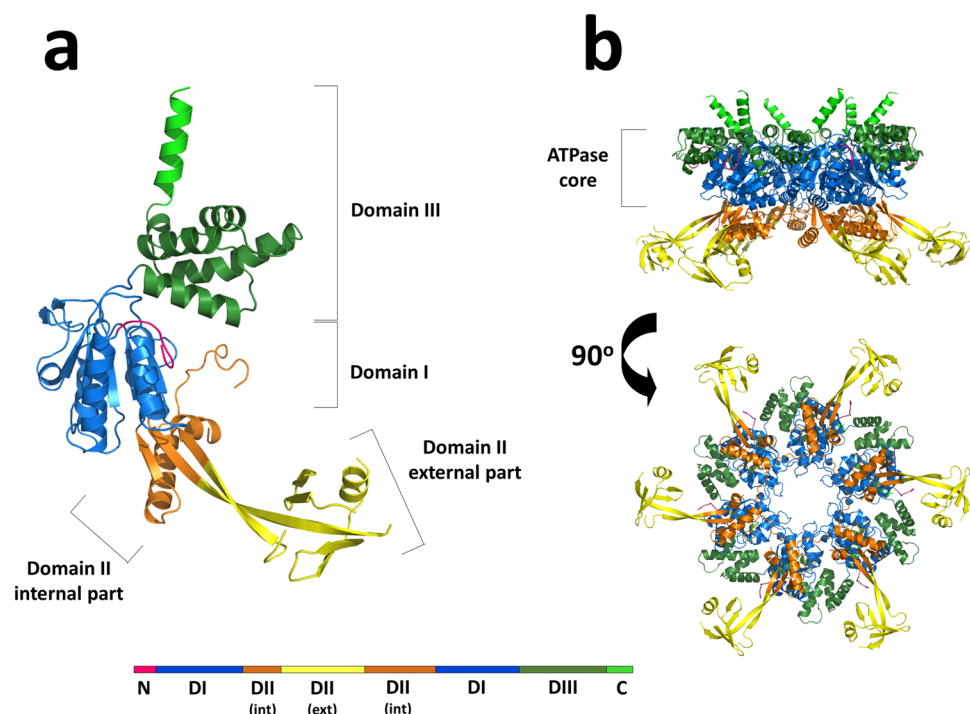 a
b
Domain III
Domain I
Domain II
external part
Domain II
internal part
ATPase
core
90º
N DI DII DII DII DI DIII C
(int) (ext) (int)